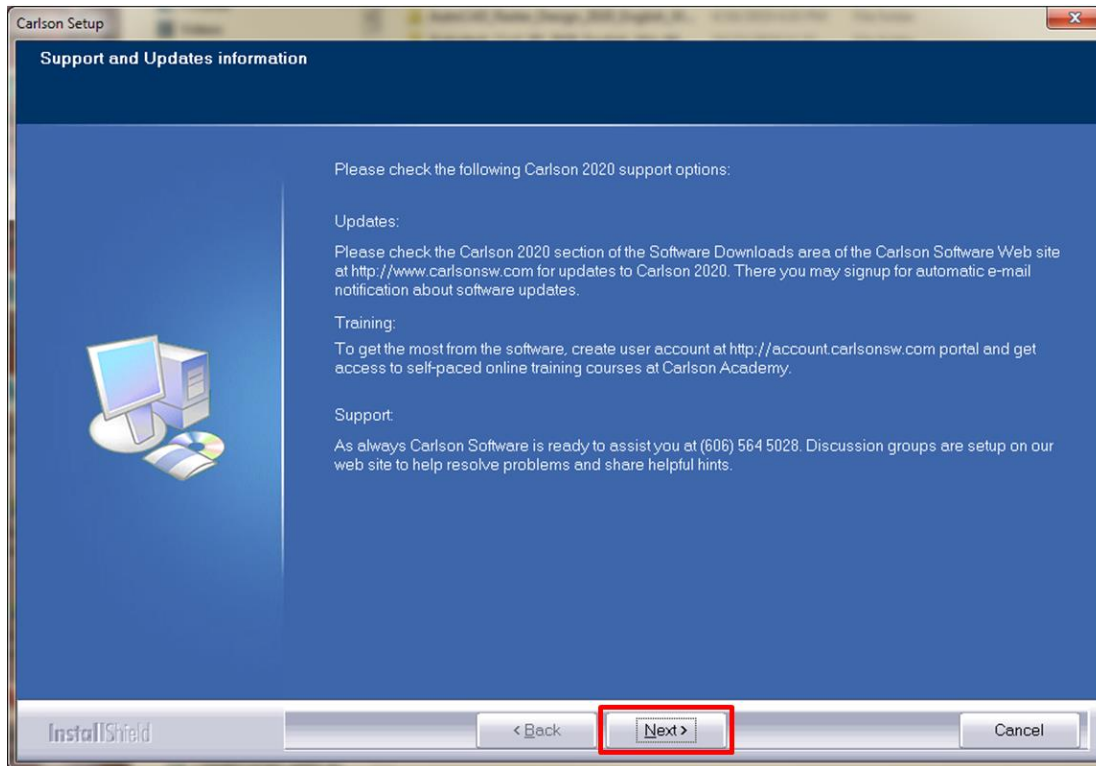 Carlson Setup
Support and Updates information
Please check the following Carlson 2020 support options:
Updates:
Please check the Carlson 2020 section of the Software Downloads area of the Carlson Software Web site
at http://www.carlsonsw.com for updates to Carlson 2020. There you may signup for automatic e-mail
notification about software updates.
Training:
To get the most from the software, create user account at http://account.carlsonsw.com portal and get
access to self-paced online training courses at Carlson Academy.
Support:
As always Carlson Software is ready to assist you at (606) 564 5028. Discussion groups are setup on our
web site to help resolve problems and share helpful hints.
InstallShield
< Back
Next >
Cancel